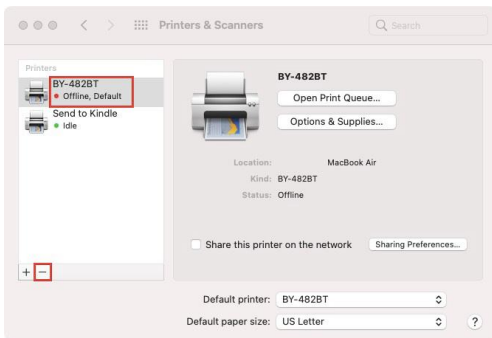 Printers & Scanners
Search
Printers
BY-482BT
Offline, Default
Send to Kindle
Idle
+ −
BY-482BT
Open Print Queue...
Options & Supplies...
Location: MacBook Air
Kind: BY-482BT
Status: Offline
Share this printer on the network Sharing Preferences...
Default printer: BY-482BT
Default paper size: US Letter ?